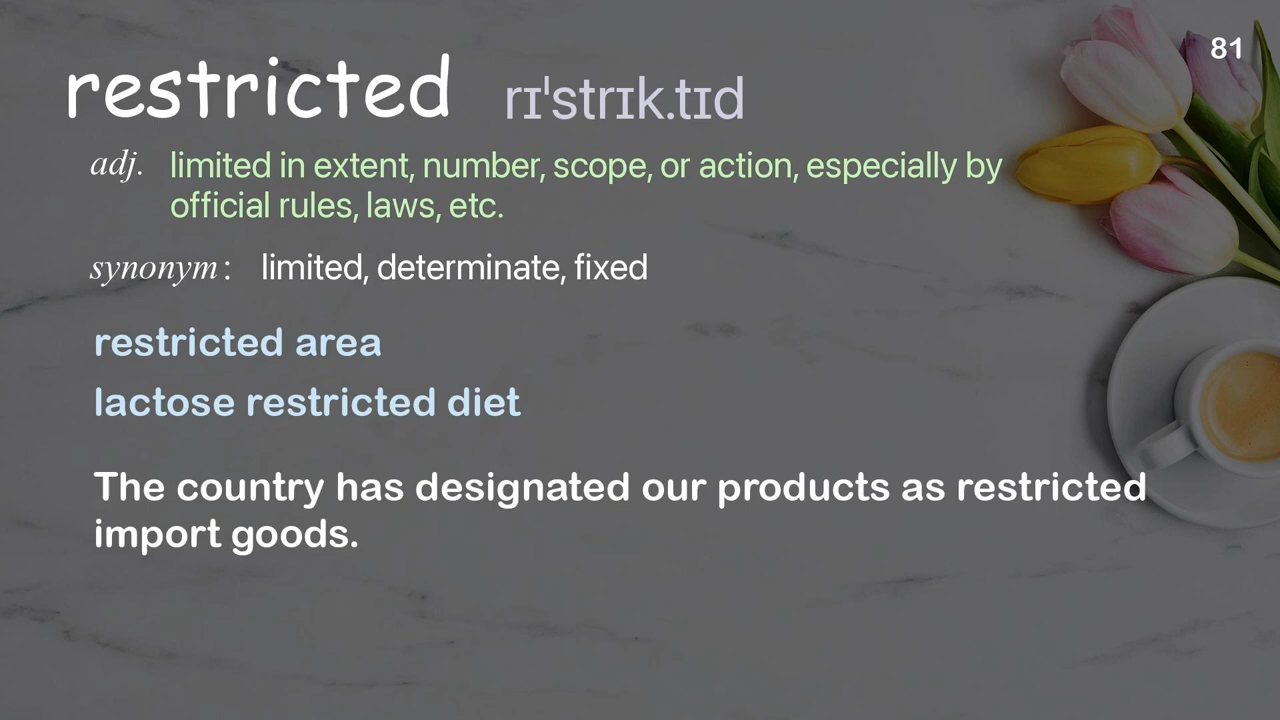 81
restricted rɪˈstrɪk.tɪd
adj. limited in extent, number, scope, or action, especially by
official rules, laws, etc.
synonym: limited, determinate, fixed
restricted area
lactose restricted diet
The country has designated our products as restricted
import goods.